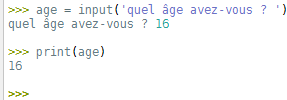 >>> age = input('quel âge avez-vous ? ')
quel âge avez-vous ? 16
>>> print(age)
16
>>>